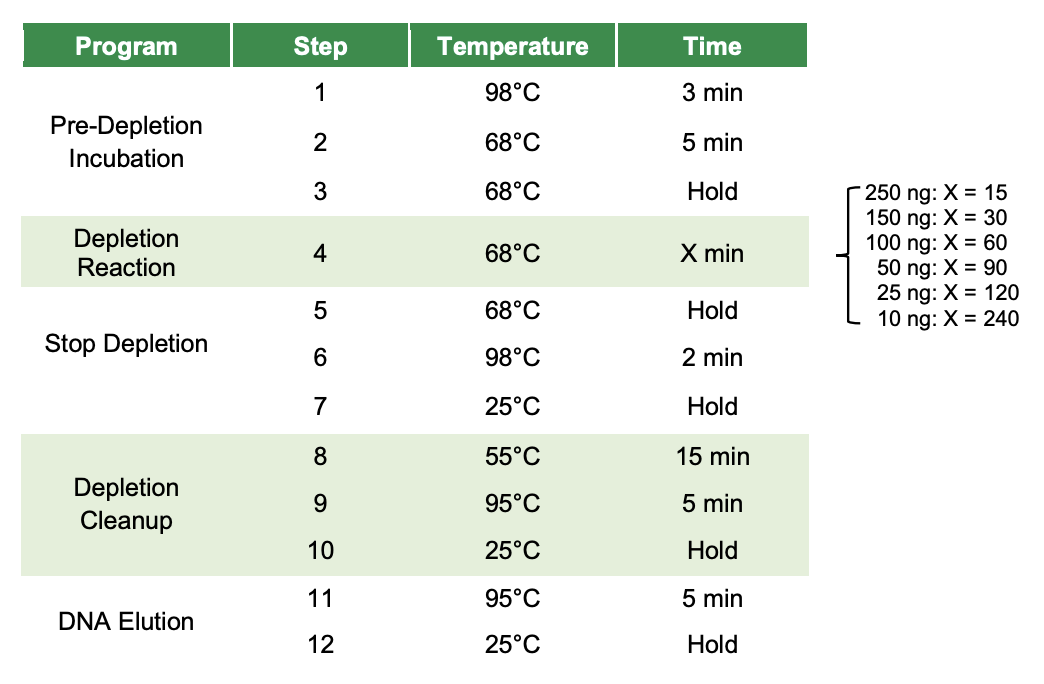 Program Step Temperature Time
1 98°C 3 min
Pre-Depletion
Incubation
2 68°C 5 min
3 68°C Hold
Depletion
Reaction
4 68°C X min
250 ng: X = 15
150 ng: X = 30
100 ng: X = 60
50 ng: X = 90
25 ng: X = 120
10 ng: X = 240
5 68°C Hold
Stop Depletion
6 98°C 2 min
7 25°C Hold
8 55°C 15 min
Depletion
Cleanup
9 95°C 5 min
10 25°C Hold
11 95°C 5 min
DNA Elution
12 25°C Hold